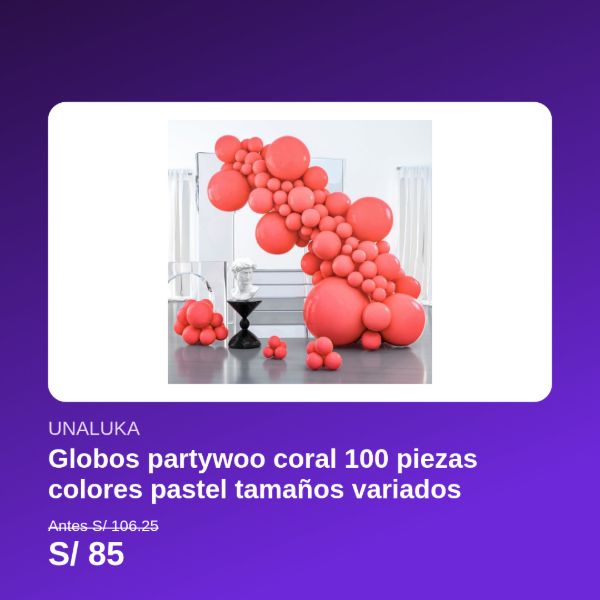 UNALUKA
Globos partywoo coral 100 piezas
colores pastel tamaños variados
Antes S/ 106.25
S/ 85